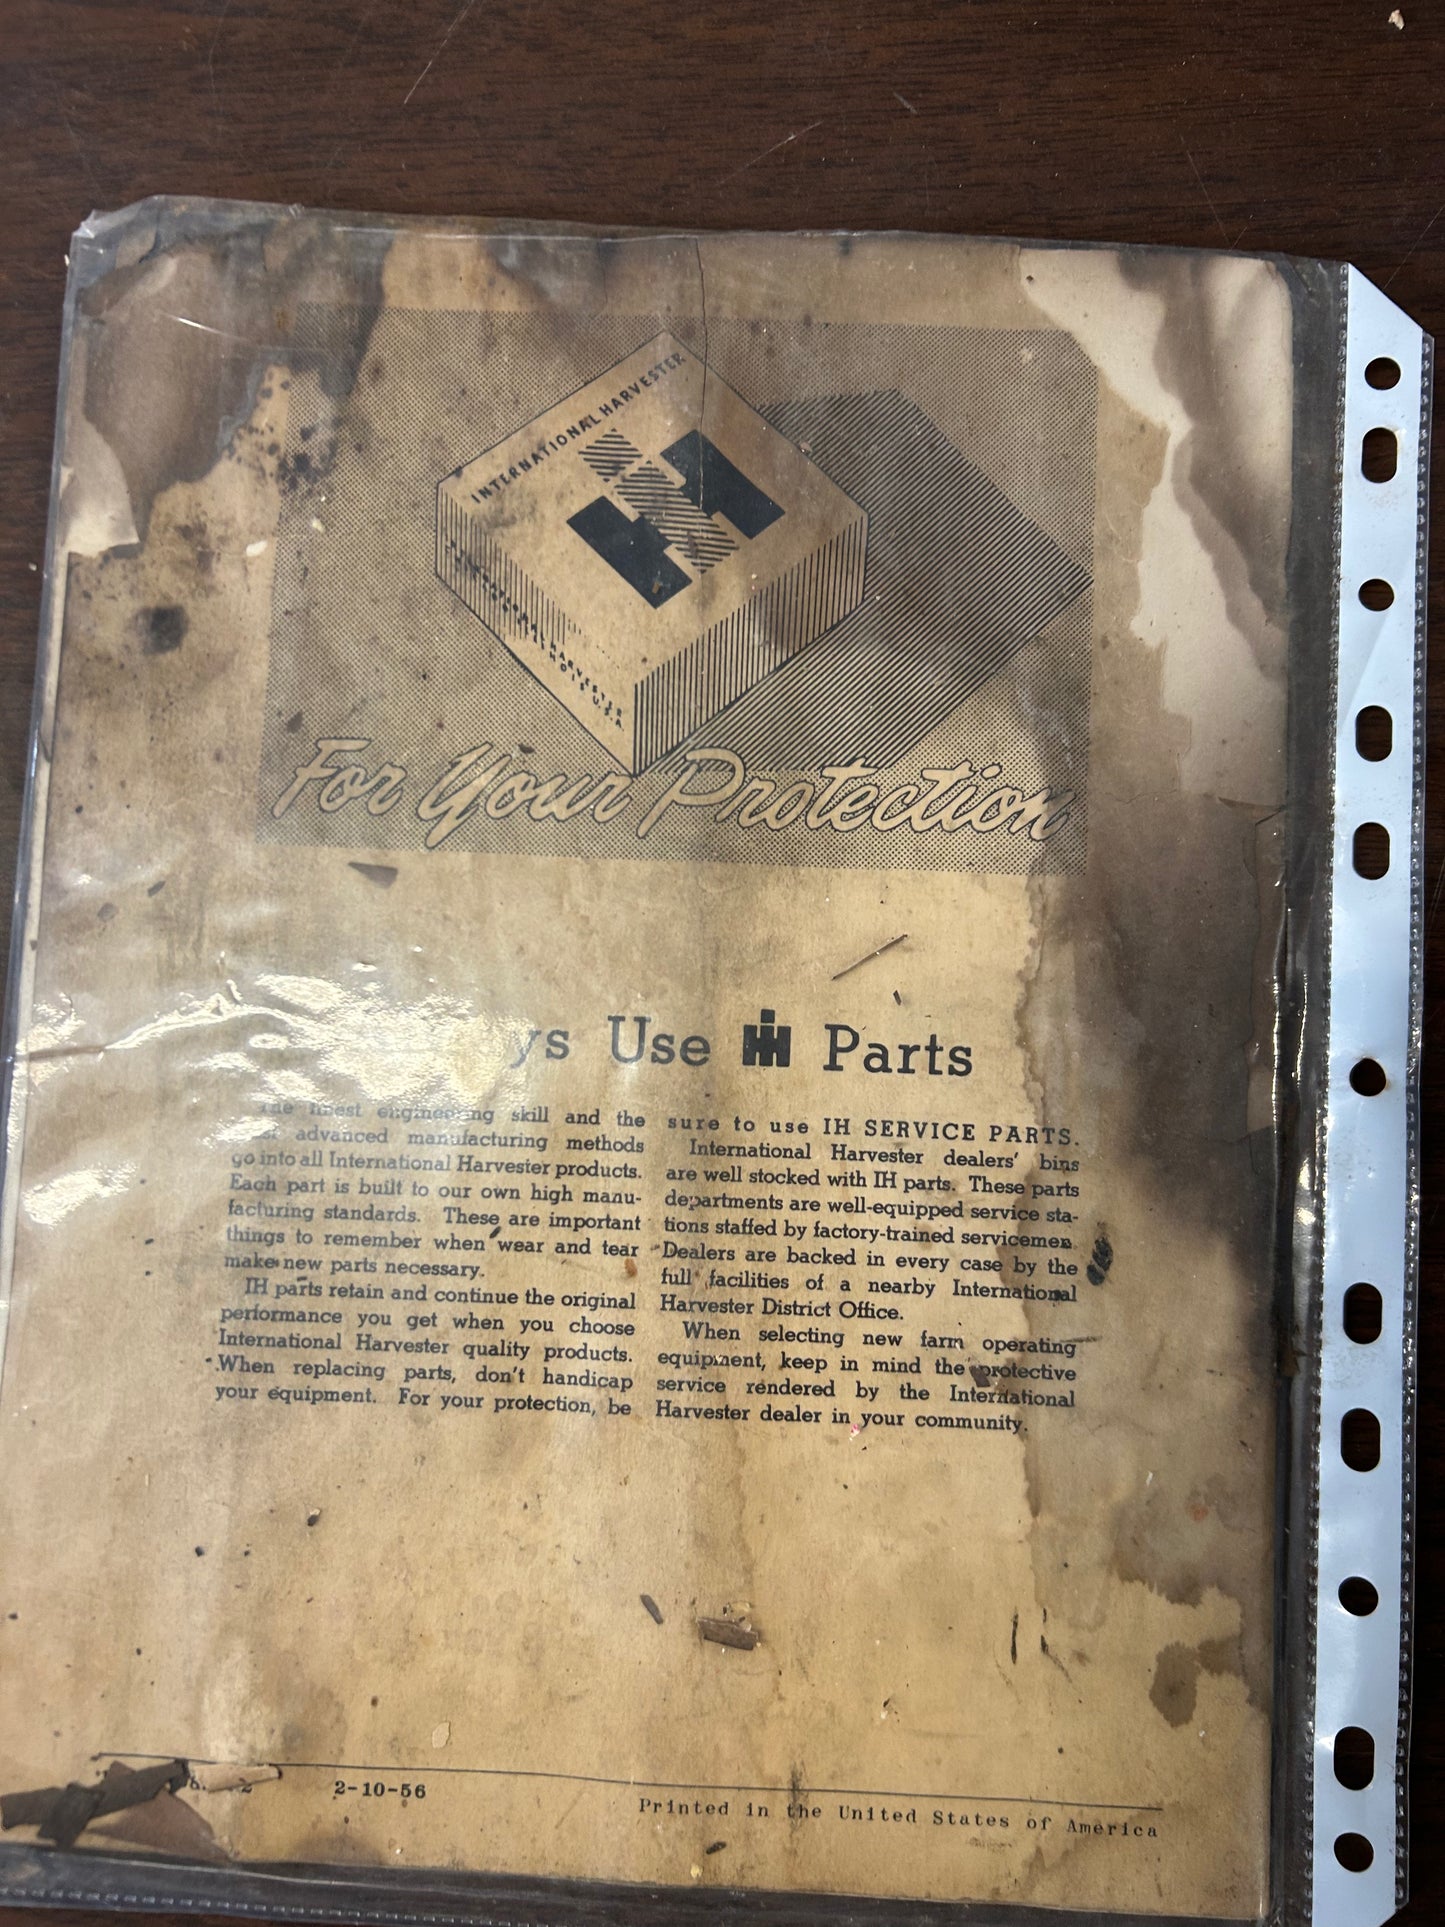 INTERNATIONAL HARVESTER
IH
INTERNATIONAL HARVESTER
U.S.A.
For Your Protection
Use IH Parts
The finest engineering skill and the
advanced manufacturing methods
go into all International Harvester products.
Each part is built to our own high manu-
facturing standards. These are important
things to remember when wear and tear
make new parts necessary.
IH parts retain and continue the original
performance you get when you choose
International Harvester quality products.
When replacing parts, don't handicap
your equipment. For your protection, be
sure to use IH SERVICE PARTS.
International Harvester dealers' bins
are well stocked with IH parts. These parts
departments are well-equipped service sta-
tions staffed by factory-trained servicemen.
Dealers are backed in every case by the
full facilities of a nearby International
Harvester District Office.
When selecting new farm operating
equipment, keep in mind the protective
service rendered by the International
Harvester dealer in your community.
2-10-56
Printed in the United States of America